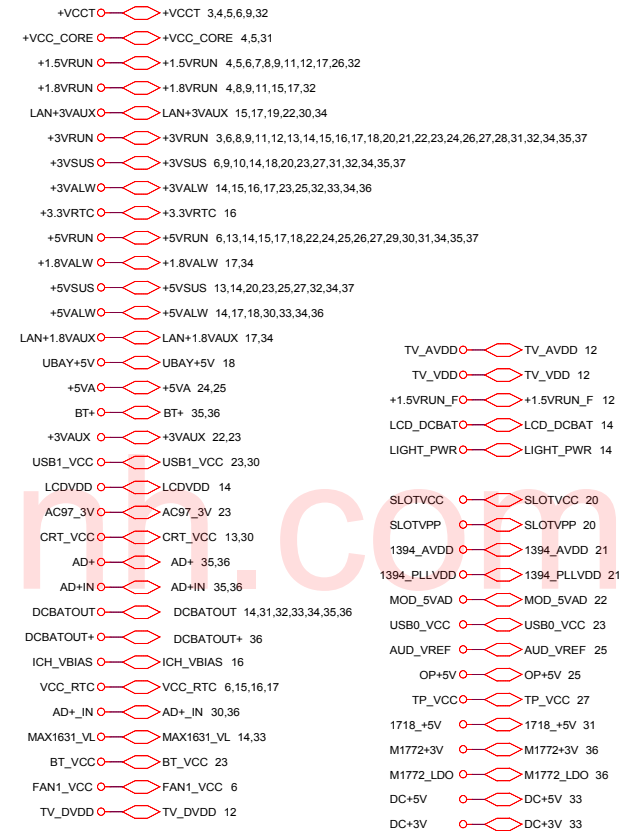 +VCCT +VCCT 3,4,5,6,9,32
+VCC_CORE +VCC_CORE 4,5,31
+1.5VRUN +1.5VRUN 4,5,6,7,8,9,11,12,17,26,32
+1.8VRUN +1.8VRUN 4,8,9,11,15,17,32
LAN+3VAUX LAN+3VAUX 15,17,19,22,30,34
+3VRUN +3VRUN 3,6,8,9,11,12,13,14,15,16,17,18,20,21,22,23,24,26,27,28,31,32,34,35,37
+3VSUS +3VSUS 6,9,10,14,18,20,23,27,31,32,34,35,37
+3VALW +3VALW 14,15,16,17,23,25,32,33,34,36
+3.3VRTC +3.3VRTC 16
+5VRUN +5VRUN 6,13,14,15,17,18,22,24,25,26,27,29,30,31,34,35,37
+1.8VALW +1.8VALW 17,34
+5VSUS +5VSUS 13,14,20,23,25,27,32,34,37
+5VALW +5VALW 14,17,18,30,33,34,36
LAN+1.8VAUX LAN+1.8VAUX 17,34
UBAY+5V UBAY+5V 18
+5VA +5VA 24,25
BT+ BT+ 35,36
+3VAUX +3VAUX 22,23
USB1_VCC USB1_VCC 23,30
LCDVDD LCDVDD 14
AC97_3V AC97_3V 23
CRT_VCC CRT_VCC 13,30
AD+ AD+ 35,36
AD+IN AD+IN 35,36
DCBATOUT DCBATOUT 14,31,32,33,34,35,36
DCBATOUT+ DCBATOUT+ 36
ICH_VBIAS ICH_VBIAS 16
VCC_RTC VCC_RTC 6,15,16,17
AD+_IN AD+_IN 30,36
MAX1631_VL MAX1631_VL 14,33
BT_VCC BT_VCC 23
FAN1_VCC FAN1_VCC 6
TV_DVDD TV_DVDD 12
TV_AVDD TV_AVDD 12
TV_VDD TV_VDD 12
+1.5VRUN_F +1.5VRUN_F 12
LCD_DCBAT LCD_DCBAT 14
LIGHT_PWR LIGHT_PWR 14
SLOTVCC SLOTVCC 20
SLOTVPP SLOTVPP 20
1394_AVDD 1394_AVDD 21
1394_PLLVDD 1394_PLLVDD 21
MOD_5VAD MOD_5VAD 22
USB0_VCC USB0_VCC 23
AUD_VREF AUD_VREF 25
OP+5V OP+5V 25
TP_VCC TP_VCC 27
1718_+5V 1718_+5V 31
M1772+3V M1772+3V 36
M1772_LDO M1772_LDO 36
DC+5V DC+5V 33
DC+3V DC+3V 33
nh.com